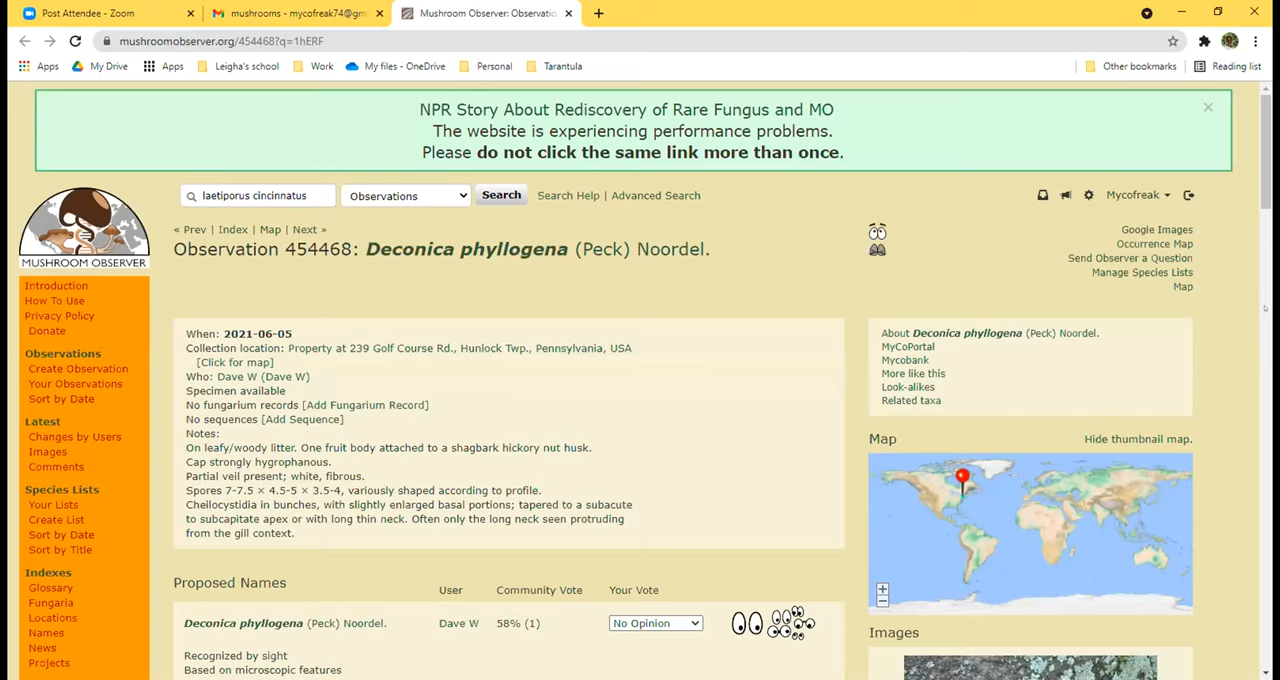 Post Attendee - Zoom
mushrooms - mycofreak74@gm
Mushroom Observer: Observatio
mushroomobserver.org/454468?q=1hERF
Apps My Drive Apps Leigha's school Work My files - OneDrive Personal Tarantula Other bookmarks Reading list
NPR Story About Rediscovery of Rare Fungus and MO
The website is experiencing performance problems.
Please do not click the same link more than once.
laetiporus cincinnatus Observations Search Search Help | Advanced Search Mycofreak
MUSHROOM OBSERVER
Introduction
How To Use
Privacy Policy
Donate
Observations
Create Observation
Your Observations
Sort by Date
Latest
Changes by Users
Images
Comments
Species Lists
Your Lists
Create List
Sort by Date
Sort by Title
Indexes
Glossary
Fungaria
Locations
Names
News
Projects
« Prev | Index | Map | Next »
Observation 454468: Deconica phyllogena (Peck) Noordel.
Google Images
Occurrence Map
Send Observer a Question
Manage Species Lists
Map
When: 2021-06-05
Collection location: Property at 239 Golf Course Rd., Hunlock Twp., Pennsylvania, USA
[Click for map]
Who: Dave W (Dave W)
Specimen available
No fungarium records [Add Fungarium Record]
No sequences [Add Sequence]
Notes:
On leafy/woody litter. One fruit body attached to a shagbark hickory nut husk.
Cap strongly hygrophanous.
Partial veil present; white, fibrous.
Spores 7-7.5 × 4.5-5 × 3.5-4, variously shaped according to profile.
Cheilocystidia in bunches, with slightly enlarged basal portions; tapered to a subacute
to subcapitate apex or with long thin neck. Often only the long neck seen protruding
from the gill context.
Proposed Names User Community Vote Your Vote
Deconica phyllogena (Peck) Noordel. Dave W 58% (1) No Opinion
Recognized by sight
Based on microscopic features
About Deconica phyllogena (Peck) Noordel.
MyCoPortal
Mycobank
More like this
Look-alikes
Related taxa
Map Hide thumbnail map.
Images